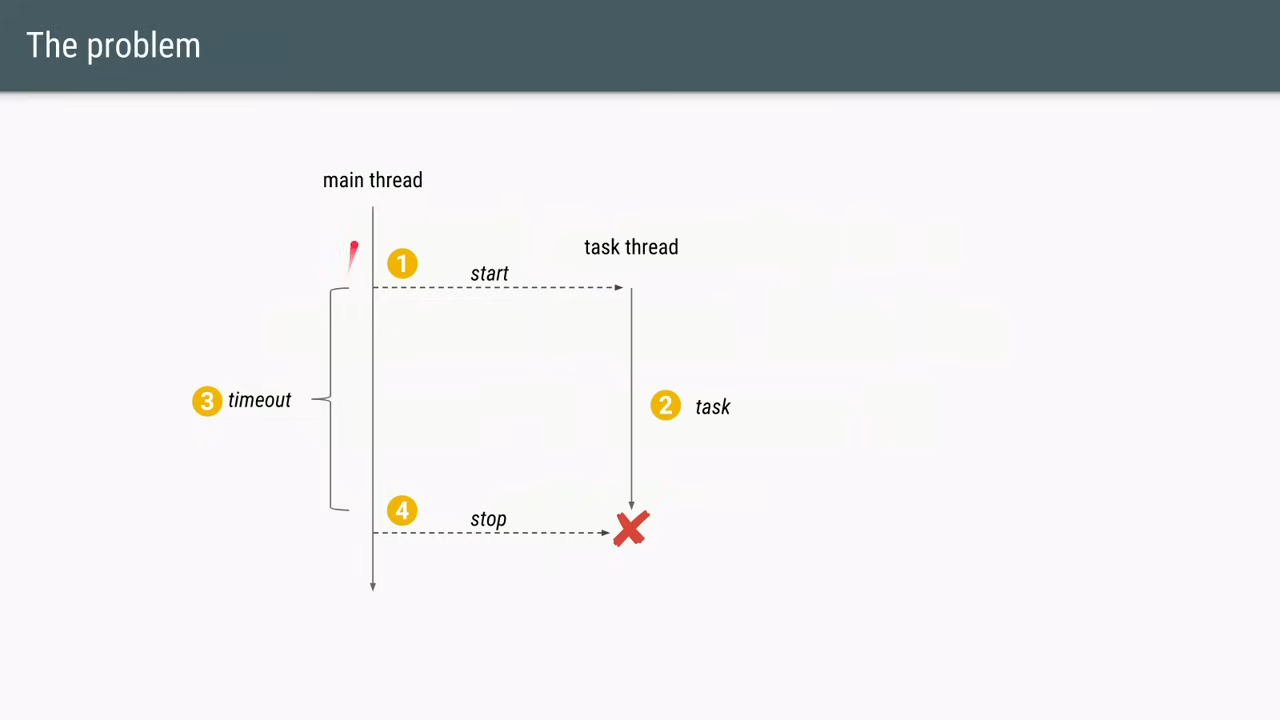 The problem
main thread
task thread
1
start
3 timeout
2 task
4
stop